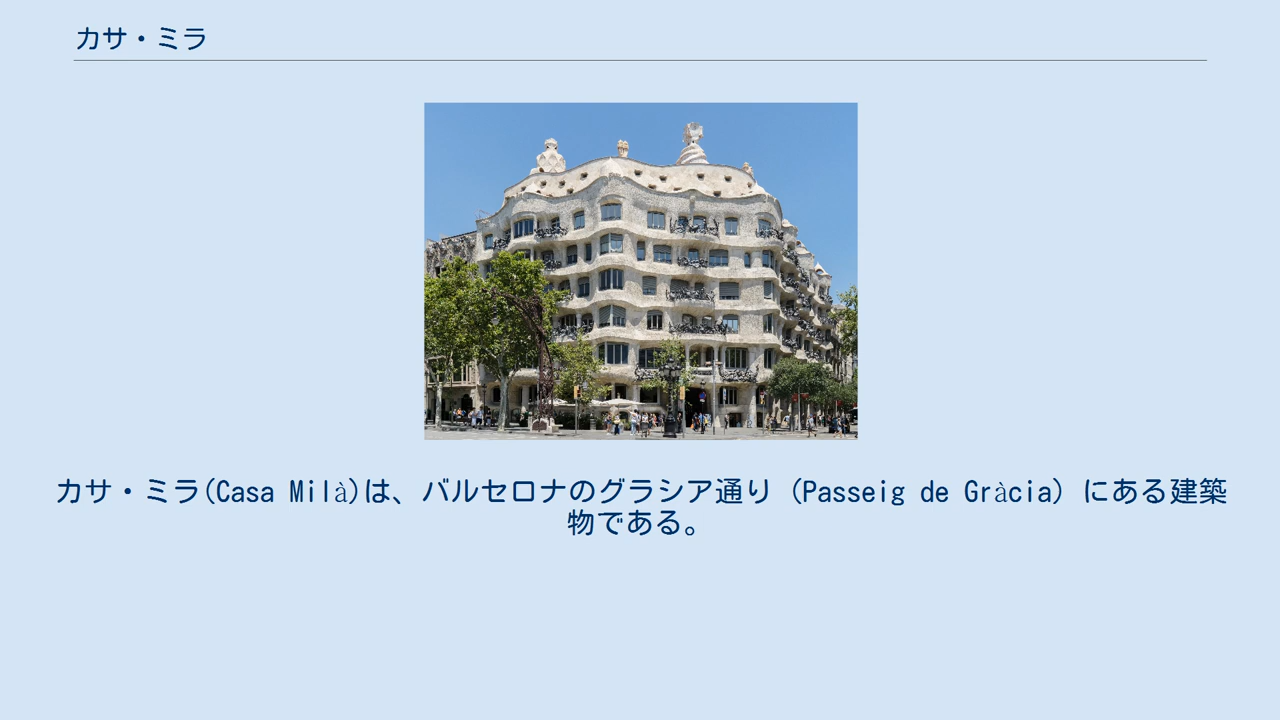 カサ・ミラ
カサ・ミラ(Casa Milà)は、バルセロナのグラシア通り (Passeig de Gràcia) にある建築
物である。